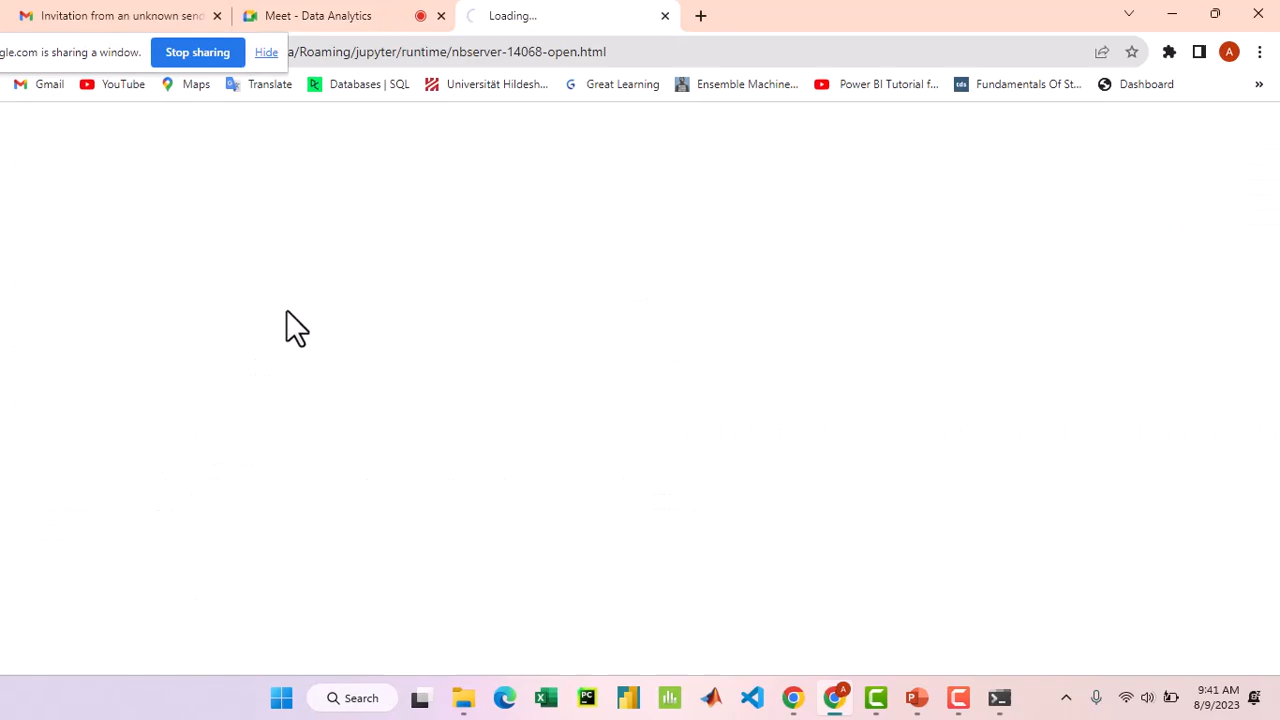 Invitation from an unknown send
Meet - Data Analytics
Loading...
gle.com is sharing a window.
Stop sharing
Hide
a/Roaming/jupyter/runtime/nbserver-14068-open.html
A
Gmail
YouTube
Maps
Translate
Databases | SQL
Universität Hildesh...
G
Great Learning
Ensemble Machine...
Power BI Tutorial f...
tds
Fundamentals Of St...
Dashboard
»
Search
PC
A
9:41 AM
8/9/2023